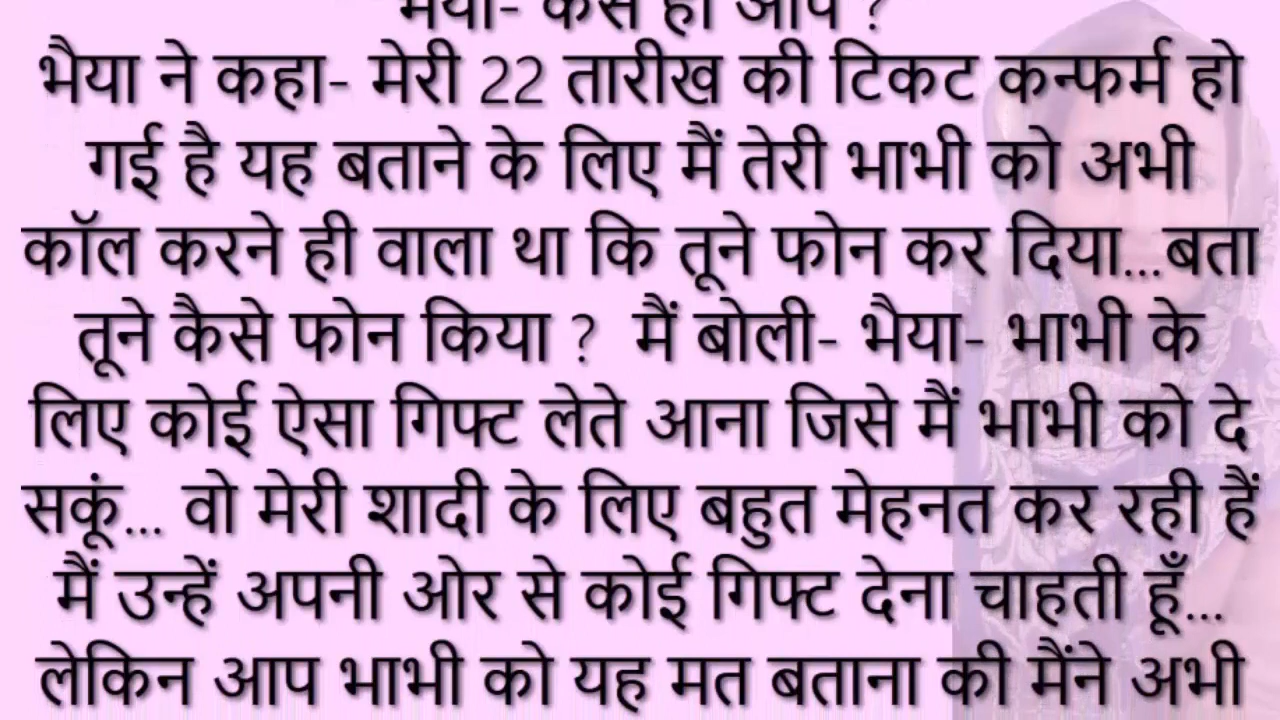 भैया- कैसे हो आप ?
भैया ने कहा- मेरी 22 तारीख की टिकट कन्फर्म हो
गई है यह बताने के लिए मैं तेरी भाभी को अभी
कॉल करने ही वाला था कि तूने फोन कर दिया...बता
तूने कैसे फोन किया ? मैं बोली- भैया- भाभी के
लिए कोई ऐसा गिफ्ट लेते आना जिसे मैं भाभी को दे
सकूं... वो मेरी शादी के लिए बहुत मेहनत कर रही हैं
मैं उन्हें अपनी ओर से कोई गिफ्ट देना चाहती हूँ...
लेकिन आप भाभी को यह मत बताना की मैंने अभी